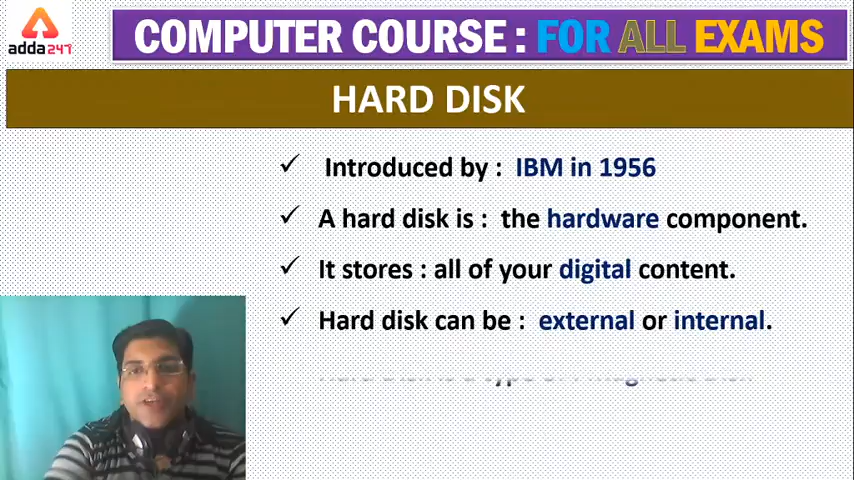 adda247
COMPUTER COURSE : FOR ALL EXAMS
HARD DISK
✓ Introduced by : IBM in 1956
✓ A hard disk is : the hardware component.
✓ It stores : all of your digital content.
✓ Hard disk can be : external or internal.